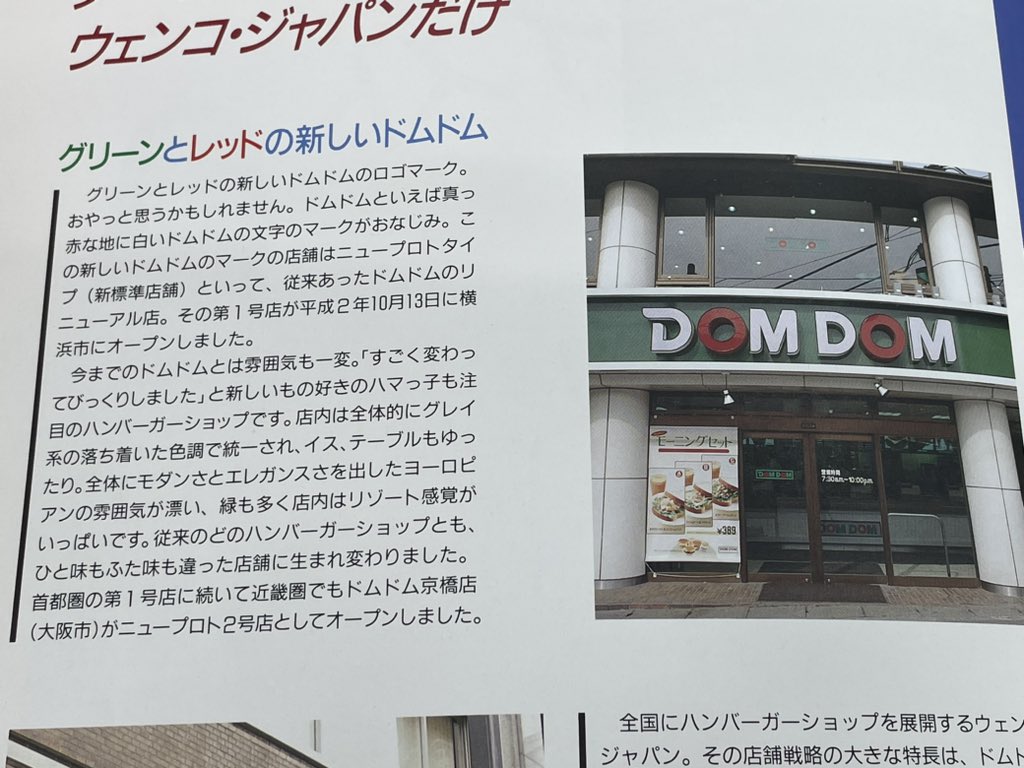 ウェンコ・ジャパンだけ
グリーンとレッドの新しいドムドム
グリーンとレッドの新しいドムドムのロゴマーク。
おやっと思うかもしれません。ドムドムといえば真っ
赤な地に白いドムドムの文字のマークがおなじみ。こ
の新しいドムドムのマークの店舗はニュープロトタイ
プ（新標準店舗）といって、従来あったドムドムのリ
ニューアル店。その第1号店が平成2年10月13日に横
浜市にオープンしました。
今までのドムドムとは雰囲気も一変。「すごく変わっ
てびっくりしました」と新しいもの好きのハマっ子も注
目のハンバーガーショップです。店内は全体的にグレイ
系の落ち着いた色調で統一され、イス、テーブルもゆっ
たり。全体にモダンさとエレガンスさを出したヨーロピ
アンの雰囲気が漂い、緑も多く店内はリゾート感覚が
いっぱいです。従来のどのハンバーガーショップとも、
ひと味もふた味も違った店舗に生まれ変わりました。
首都圏の第1号店に続いて近畿圏でもドムドム京橋店
(大阪市)がニュープロト2号店としてオープンしました。
DOM DOM
モーニングセット
¥389
DOM DOM
営業時間
7:30a.m~10:00p.m.
DOM DOM
全国にハンバーガーショップを展開するウェン
ジャパン。その店舗戦略の大きな特長は、ドムド